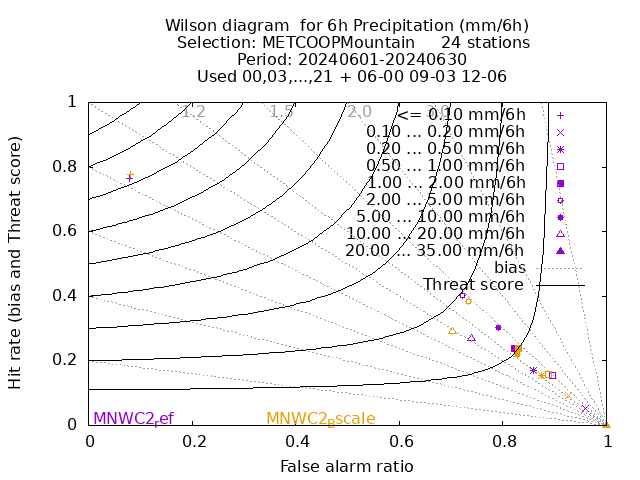 Wilson diagram  for 6h Precipitation (mm/6h)
Selection: METCOOPMountain     24 stations
Period: 20240601-20240630
Used 00,03,...,21 + 06-00 09-03 12-06
1.2 1.5 2.0 3.0
<= 0.10 mm/6h
0.10 ... 0.20 mm/6h
0.20 ... 0.50 mm/6h
0.50 ... 1.00 mm/6h
1.00 ... 2.00 mm/6h
2.00 ... 5.00 mm/6h
5.00 ... 10.00 mm/6h
10.00 ... 20.00 mm/6h
20.00 ... 35.00 mm/6h
bias
Threat score
1
0.8
0.6
0.4
0.2
0
Hit rate (bias and Threat score)
MNWC2_ref MNWC2_Bscale
0 0.2 0.4 0.6 0.8 1
False alarm ratio